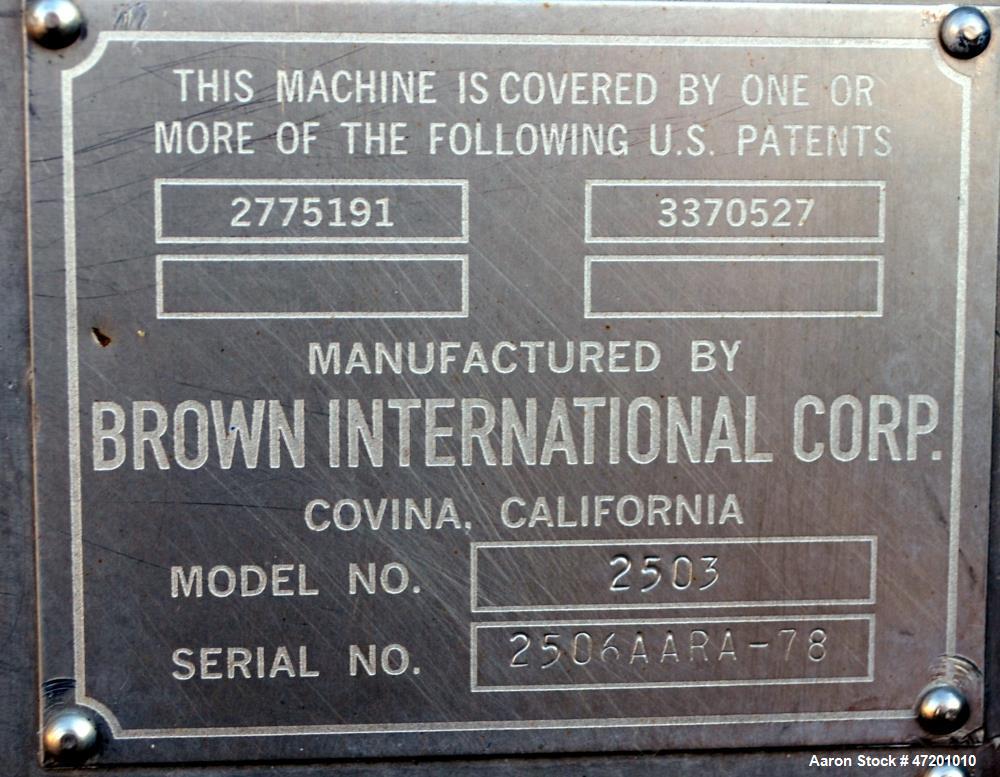 THIS MACHINE IS COVERED BY ONE OR
MORE OF THE FOLLOWING U.S. PATENTS
2775191 3370527
MANUFACTURED BY
BROWN INTERNATIONAL CORP.
COVINA, CALIFORNIA
MODEL NO. 2503
SERIAL NO. 2506AARA-78
Aaron Stock # 47201010